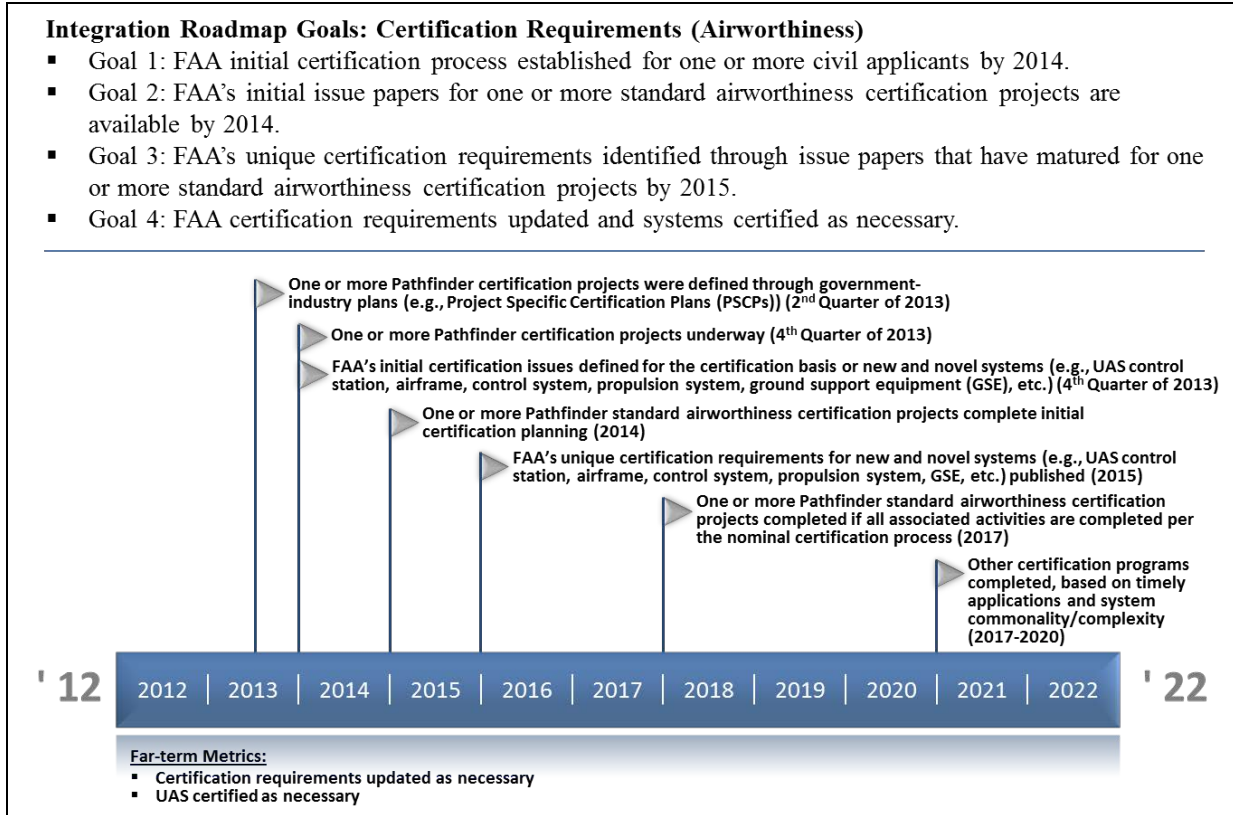 Integration Roadmap Goals: Certification Requirements (Airworthiness)
▪ Goal 1: FAA initial certification process established for one or more civil applicants by 2014.
▪ Goal 2: FAA's initial issue papers for one or more standard airworthiness certification projects are
available by 2014.
▪ Goal 3: FAA's unique certification requirements identified through issue papers that have matured for one
or more standard airworthiness certification projects by 2015.
▪ Goal 4: FAA certification requirements updated and systems certified as necessary.
One or more Pathfinder certification projects were defined through government-
industry plans (e.g., Project Specific Certification Plans (PSCPs)) (2nd Quarter of 2013)
One or more Pathfinder certification projects underway (4th Quarter of 2013)
FAA's initial certification issues defined for the certification basis or new and novel systems (e.g., UAS control
station, airframe, control system, propulsion system, ground support equipment (GSE), etc.) (4th Quarter of 2013)
One or more Pathfinder standard airworthiness certification projects complete initial
certification planning (2014)
FAA's unique certification requirements for new and novel systems (e.g., UAS control
station, airframe, control system, propulsion system, GSE, etc.) published (2015)
One or more Pathfinder standard airworthiness certification
projects completed if all associated activities are completed per
the nominal certification process (2017)
Other certification programs
completed, based on timely
applications and system
commonality/complexity
(2017-2020)
' 12 2012 | 2013 | 2014 | 2015 | 2016 | 2017 | 2018 | 2019 | 2020 | 2021 | 2022 ' 22
Far-term Metrics:
▪ Certification requirements updated as necessary
▪ UAS certified as necessary